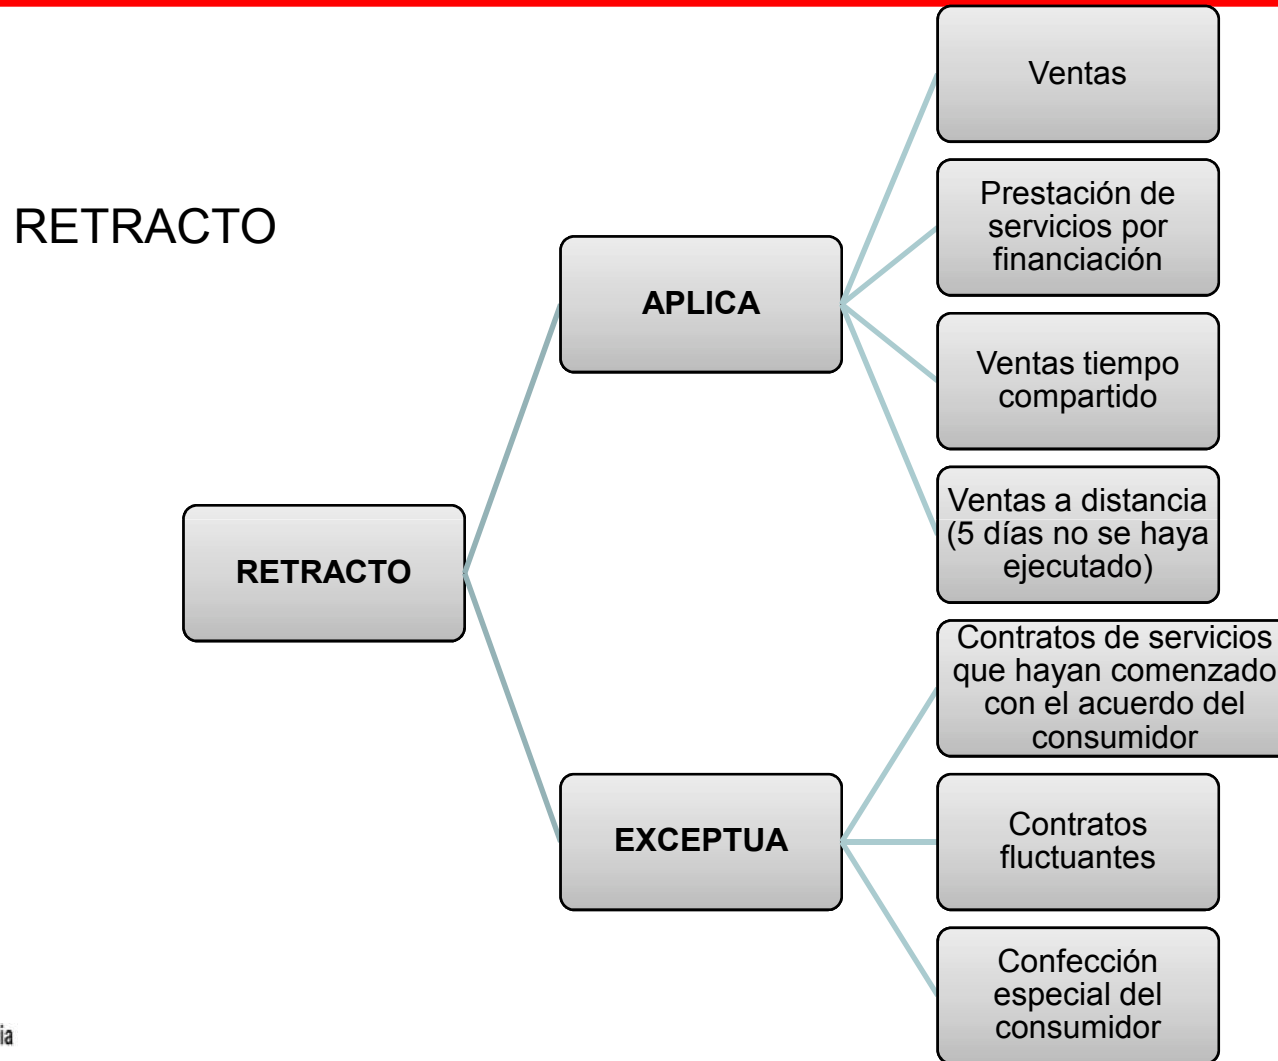 RETRACTO
RETRACTO
APLICA
Ventas
Prestación de
servicios por
financiación
Ventas tiempo
compartido
Ventas a distancia
(5 días no se haya
ejecutado)
EXCEPTUA
Contratos de servicios
que hayan comenzado
con el acuerdo del
consumidor
Contratos
fluctuantes
Confección
especial del
consumidor
ia